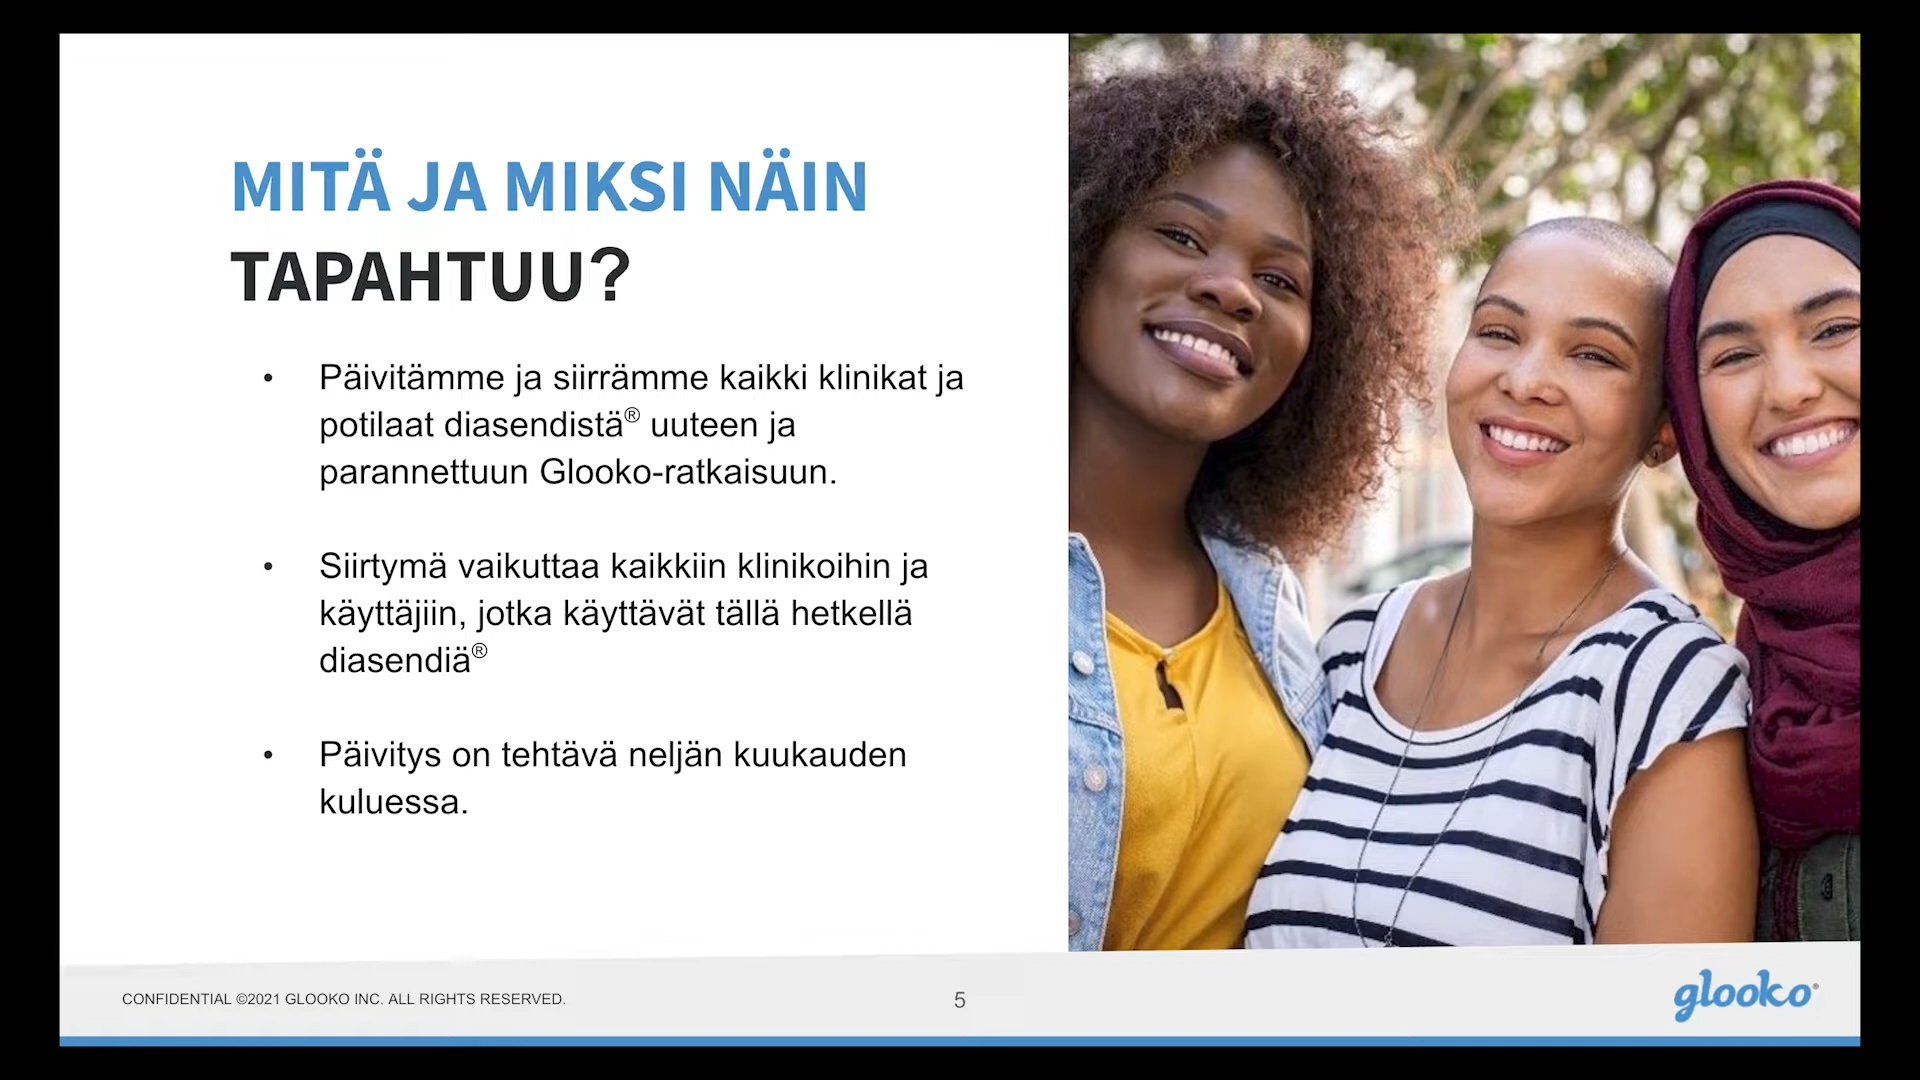 MITÄ JA MIKSI NÄIN
TAPAHTUU?
• Päivitämme ja siirrämme kaikki klinikat ja
potilaat diasendistä® uuteen ja
parannettuun Glooko-ratkaisuun.
• Siirtymä vaikuttaa kaikkiin klinikoihin ja
käyttäjiin, jotka käyttävät tällä hetkellä
diasendiä®
• Päivitys on tehtävä neljän kuukauden
kuluessa.
CONFIDENTIAL ©2021 GLOOKO INC. ALL RIGHTS RESERVED.
5
glooko®